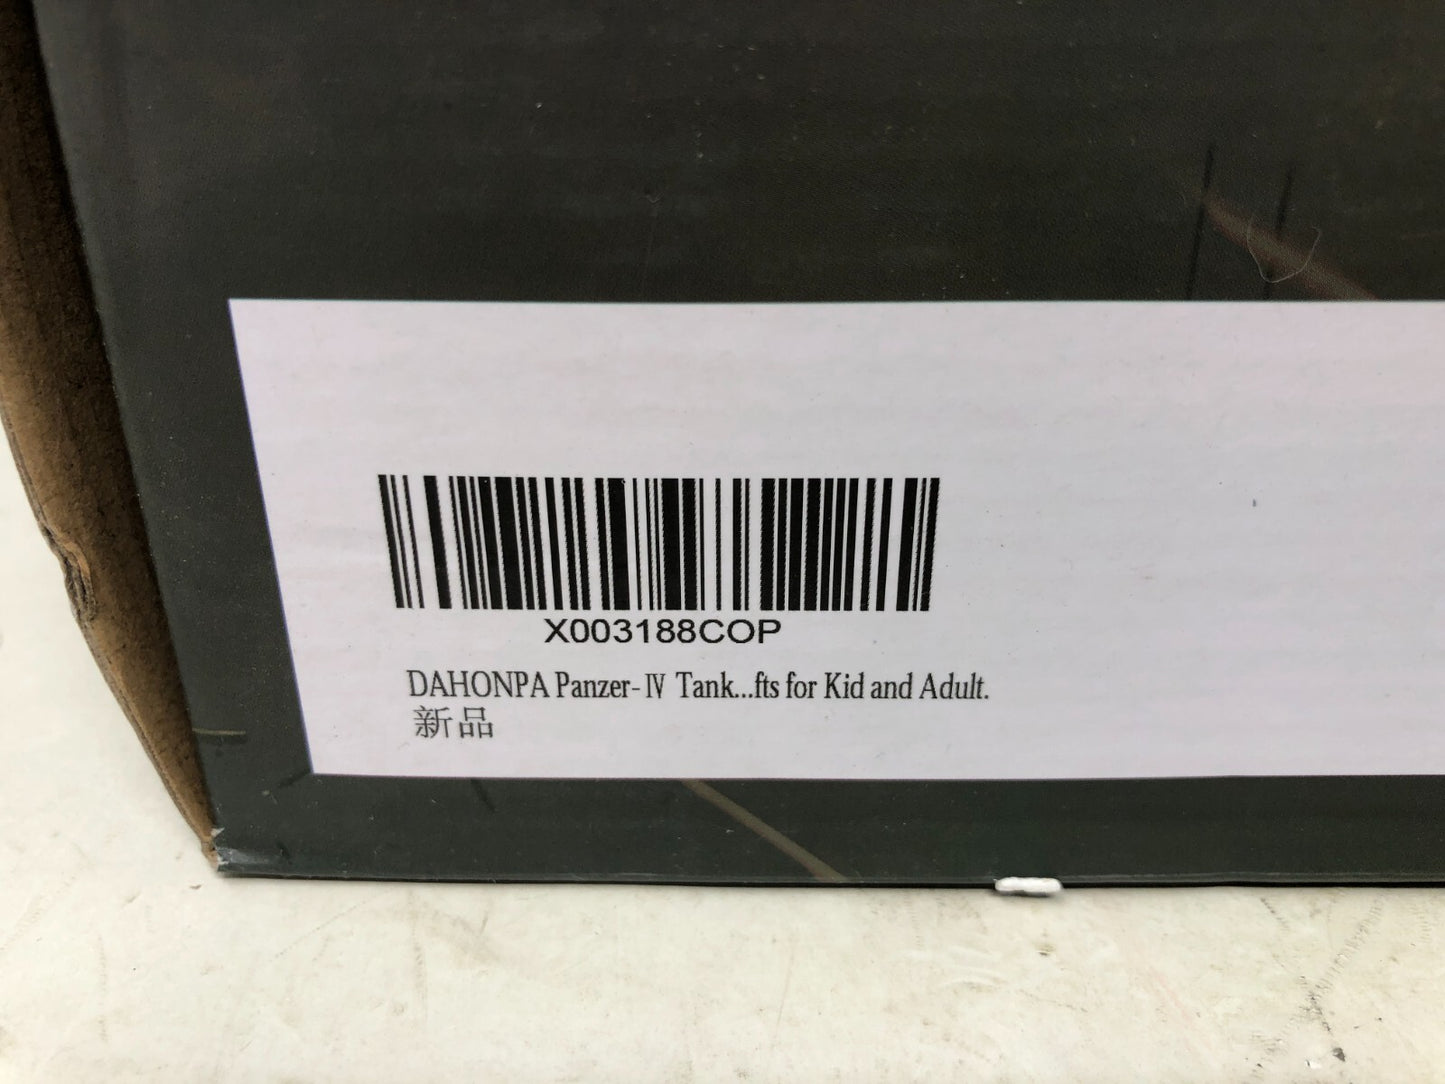 X003188COP
DAHONPA Panzer-Ⅳ Tank...fts for Kid and Adult.
新品